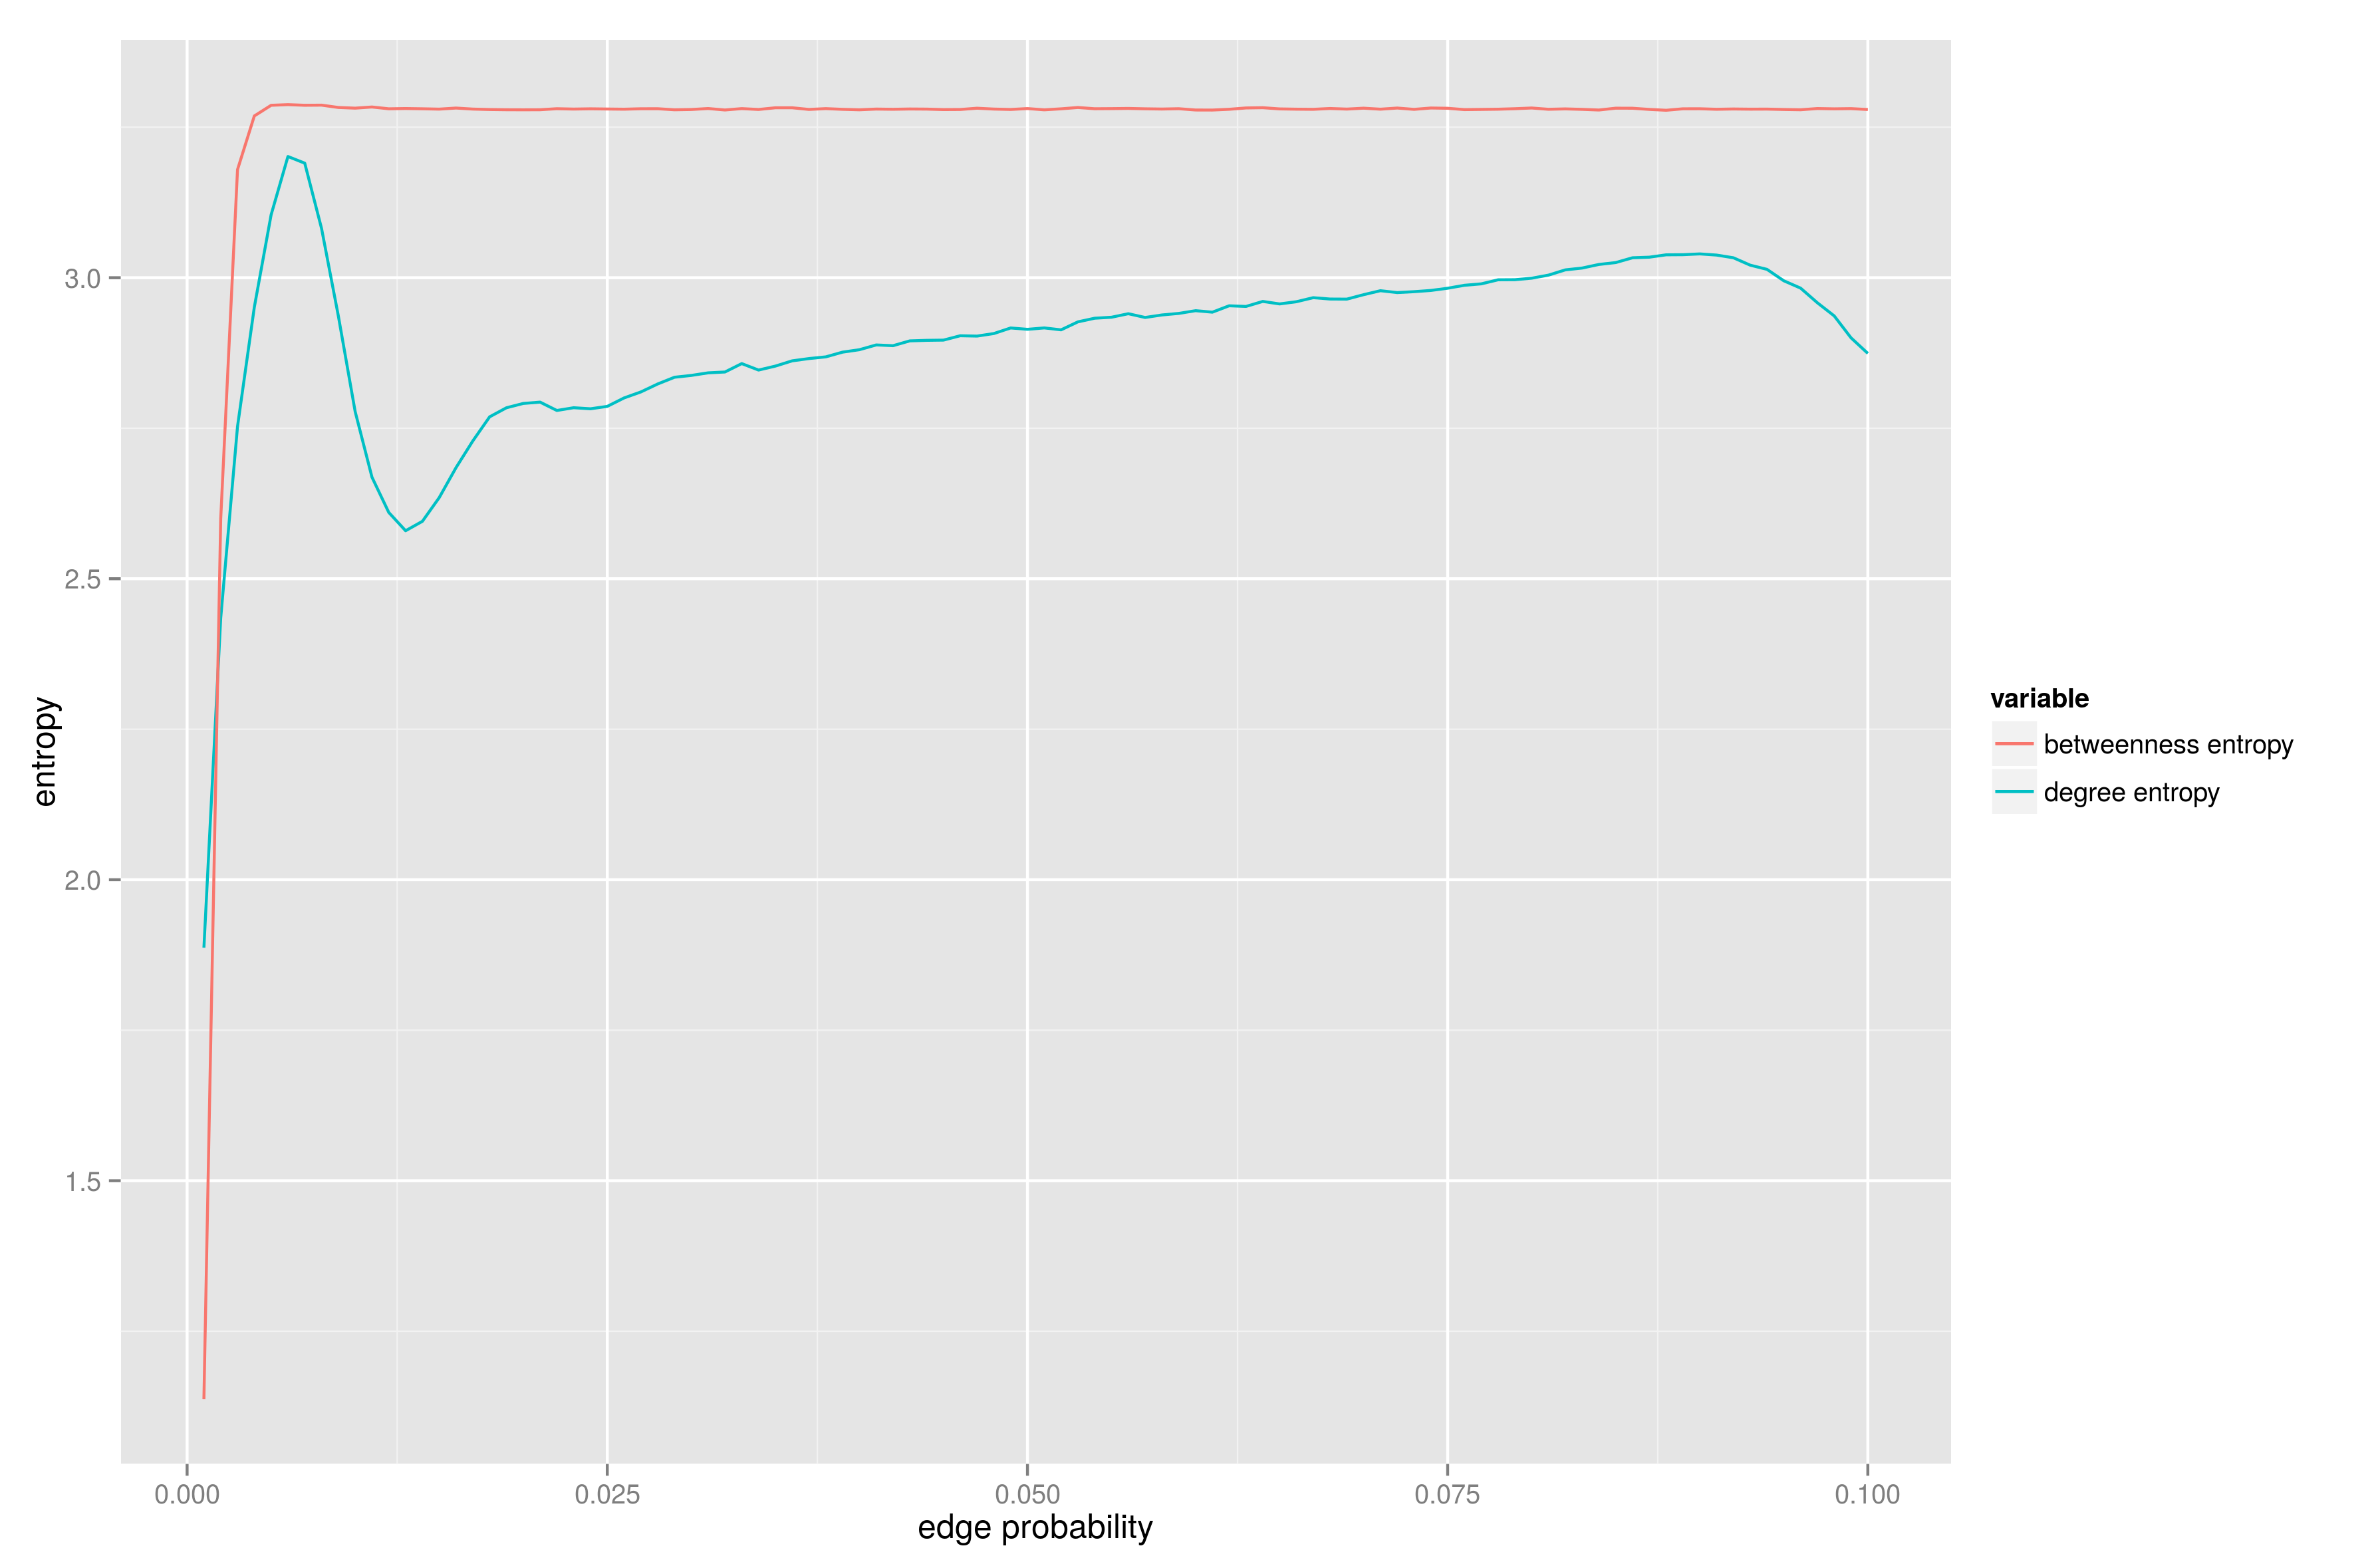 entropy
3.0
2.5
2.0
1.5
0.000
0.025
0.050
0.075
0.100
edge probability
variable
betweenness entropy
degree entropy